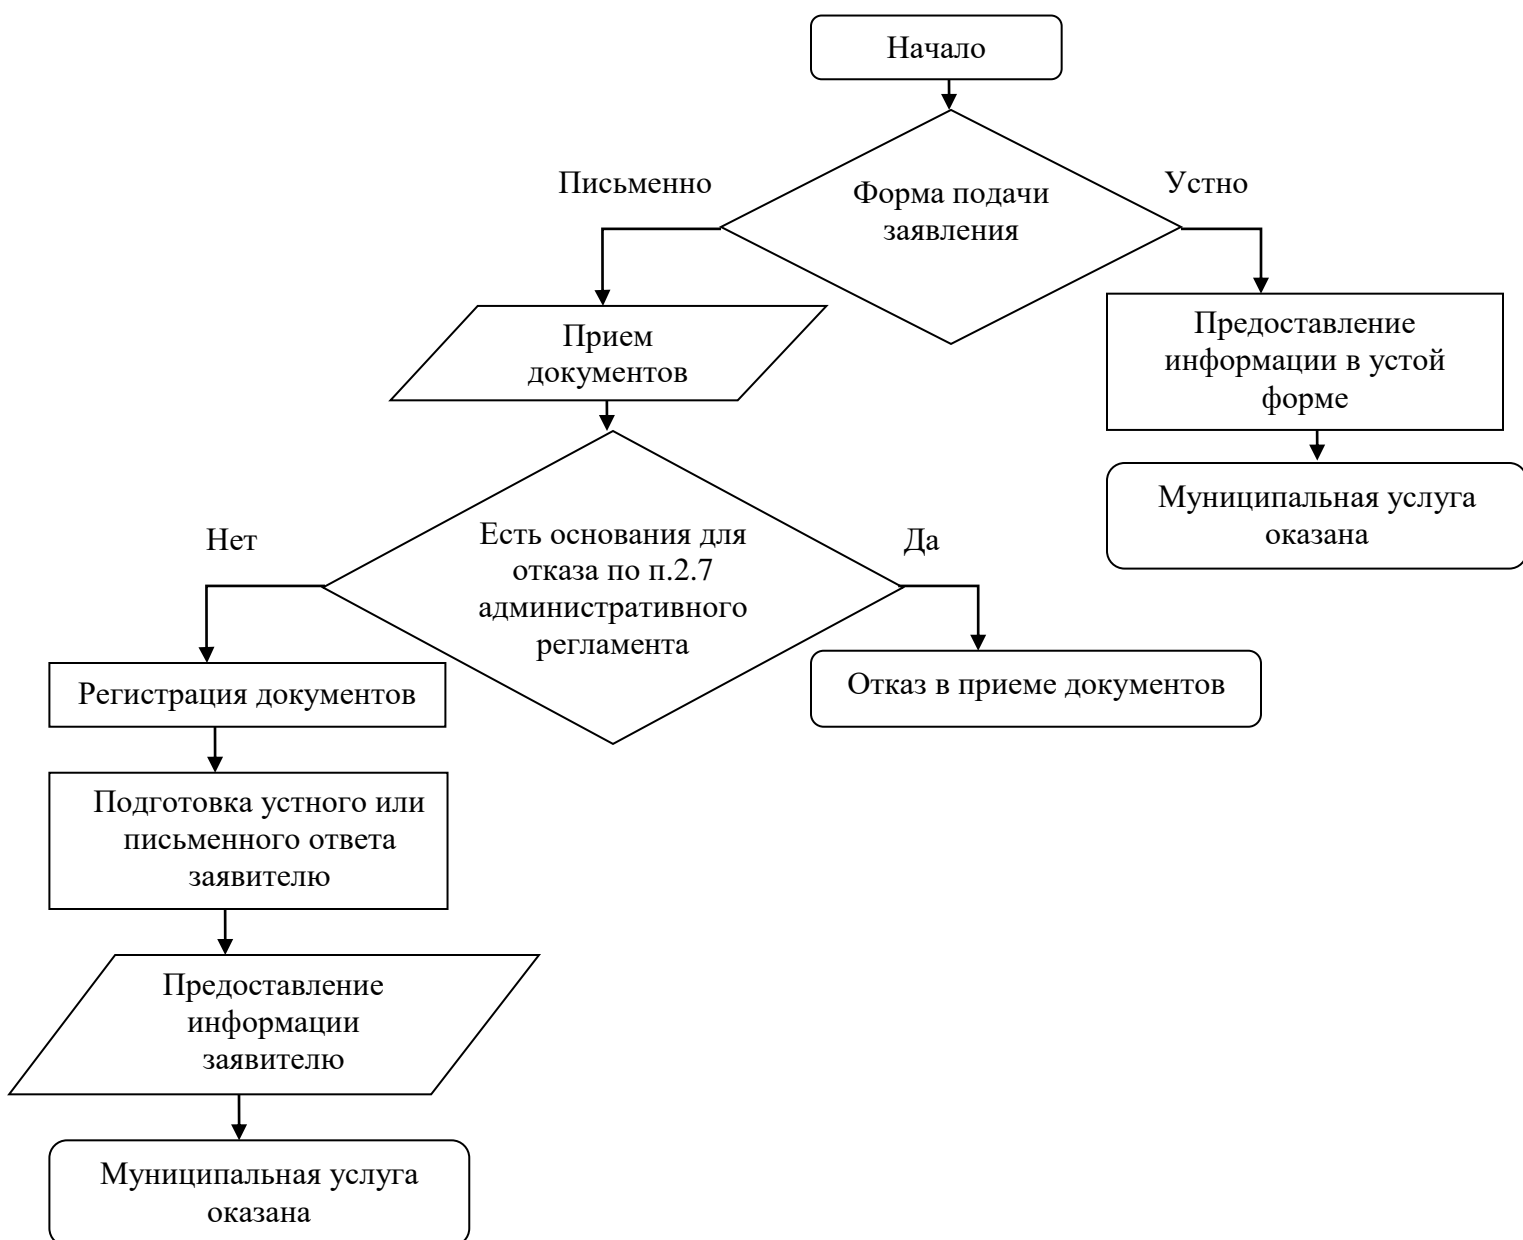 Начало
Письменно
Форма подачи
заявления
Устно
Прием
документов
Предоставление
информации в устой
форме
Муниципальная услуга
оказана
Нет
Есть основания для
отказа по п.2.7
административного
регламента
Да
Регистрация документов
Отказ в приеме документов
Подготовка устного или
письменного ответа
заявителю
Предоставление
информации
заявителю
Муниципальная услуга
оказана